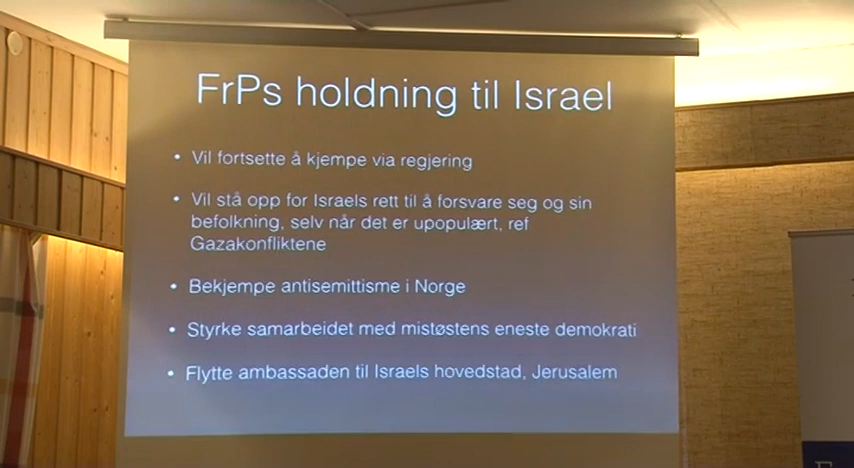 FrPs holdning til Israel
• Vil fortsette å kjempe via regjering
• Vil stå opp for Israels rett til å forsvare seg og sin
befolkning, selv når det er upopulært, ref
Gazakonfliktene
• Bekjempe antisemittisme i Norge
• Styrke samarbeidet med mistøstens eneste demokrati
• Flytte ambassaden til Israels hovedstad, Jerusalem